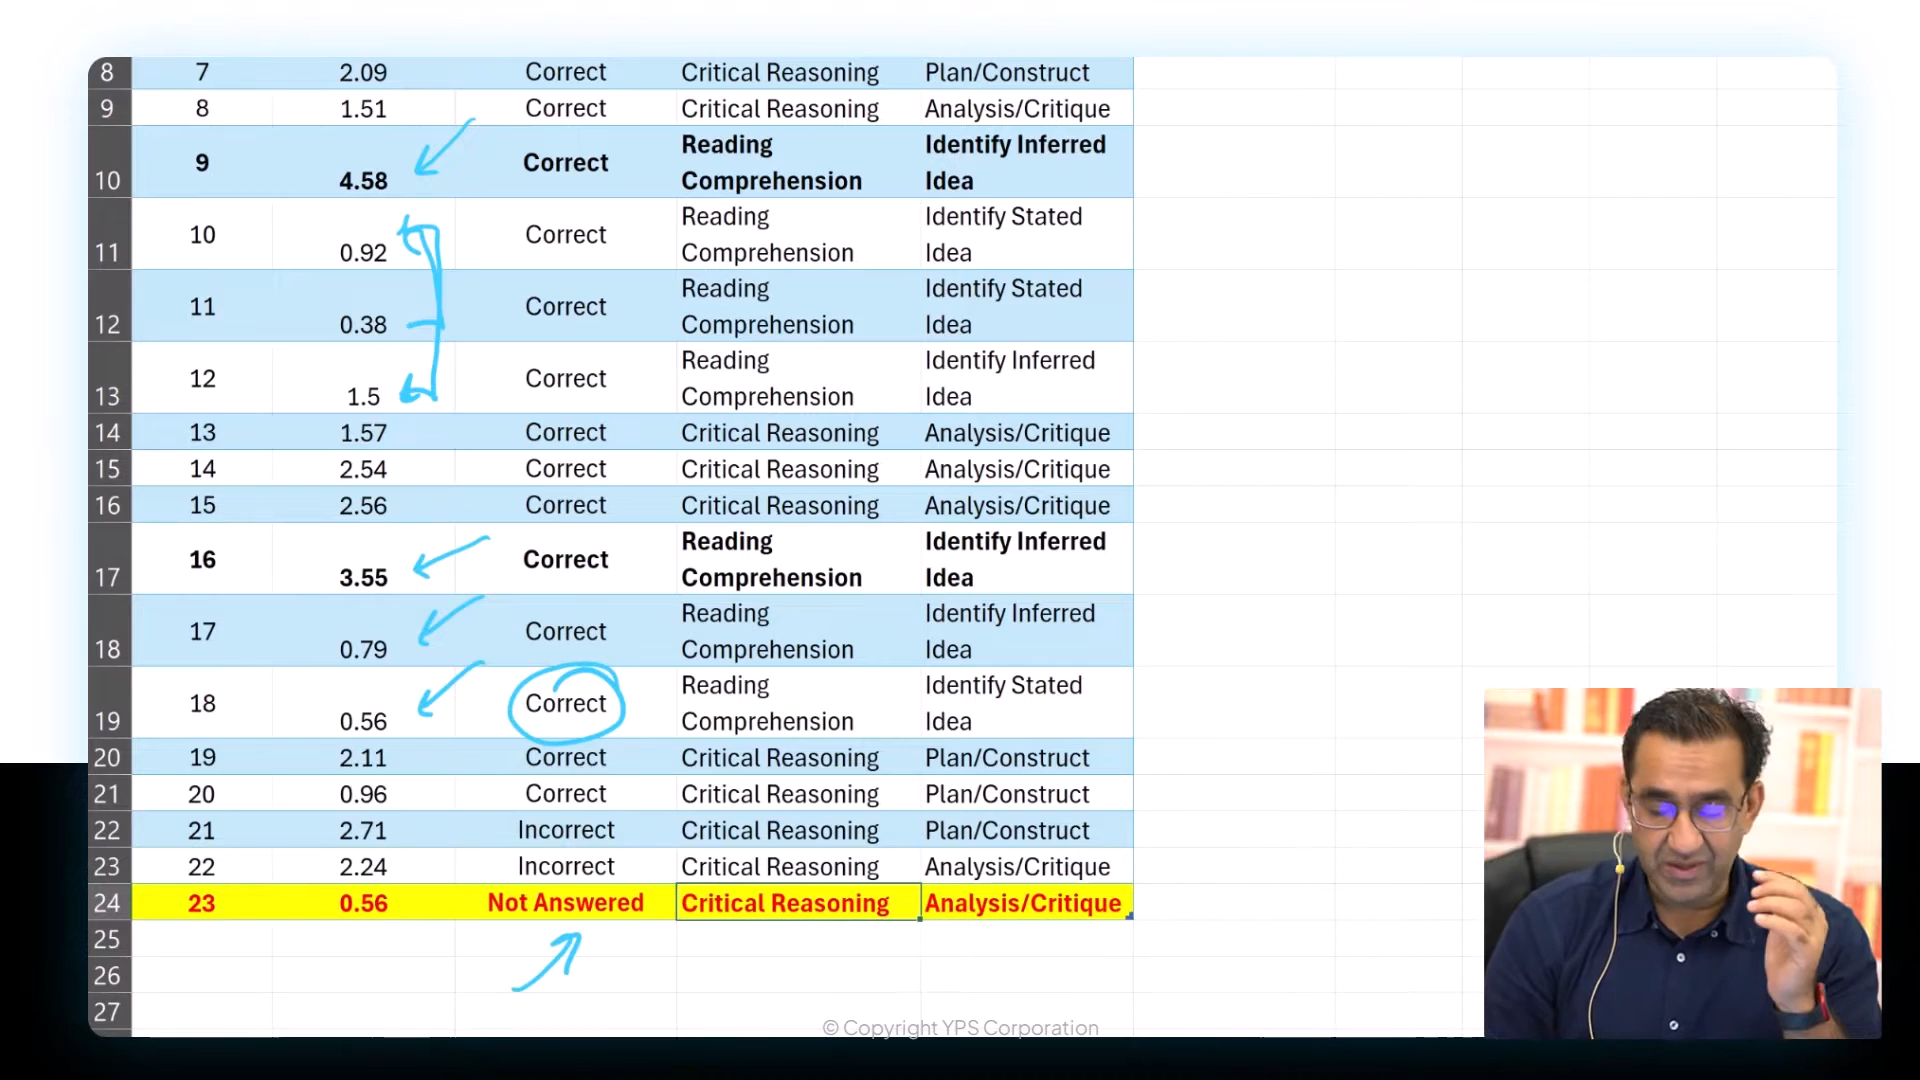 8 7 2.09 Correct Critical Reasoning Plan/Construct
9 8 1.51 Correct Critical Reasoning Analysis/Critique
10 9 4.58 Correct Reading Comprehension Identify Inferred Idea
11 10 0.92 Correct Reading Comprehension Identify Stated Idea
12 11 0.38 Correct Reading Comprehension Identify Stated Idea
13 12 1.5 Correct Reading Comprehension Identify Inferred Idea
14 13 1.57 Correct Critical Reasoning Analysis/Critique
15 14 2.54 Correct Critical Reasoning Analysis/Critique
16 15 2.56 Correct Critical Reasoning Analysis/Critique
17 16 3.55 Correct Reading Comprehension Identify Inferred Idea
18 17 0.79 Correct Reading Comprehension Identify Inferred Idea
19 18 0.56 Correct Reading Comprehension Identify Stated Idea
20 19 2.11 Correct Critical Reasoning Plan/Construct
21 20 0.96 Correct Critical Reasoning Plan/Construct
22 21 2.71 Incorrect Critical Reasoning Plan/Construct
23 22 2.24 Incorrect Critical Reasoning Analysis/Critique
24 23 0.56 Not Answered Critical Reasoning Analysis/Critique
25
26
27
© Copyright YPS Corporation